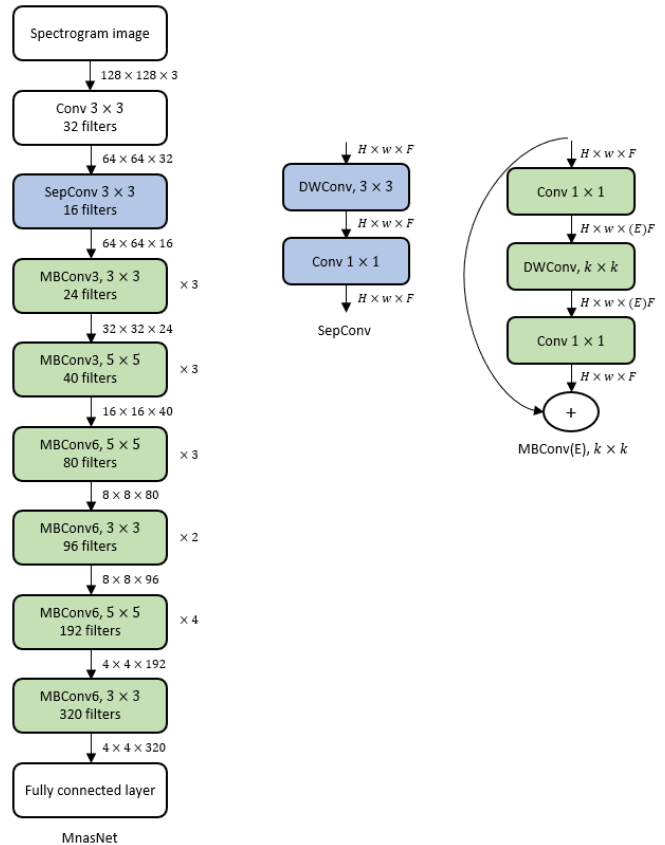 Spectrogram image
128 × 128 × 3
Conv 3 × 3
32 filters
64 × 64 × 32
SepConv 3 × 3
16 filters
64 × 64 × 16
MBConv3, 3 × 3
24 filters
× 3
32 × 32 × 24
MBConv3, 5 × 5
40 filters
× 3
16 × 16 × 40
MBConv6, 5 × 5
80 filters
× 3
8 × 8 × 80
MBConv6, 3 × 3
96 filters
× 2
8 × 8 × 96
MBConv6, 5 × 5
192 filters
× 4
4 × 4 × 192
MBConv6, 3 × 3
320 filters
4 × 4 × 320
Fully connected layer
MnasNet
H × w × F
DWConv, 3 × 3
H × w × F
Conv 1 × 1
H × w × F
SepConv
H × w × F
Conv 1 × 1
H × w × (E)F
DWConv, k × k
H × w × (E)F
Conv 1 × 1
H × w × F
+
MBConv(E), k × k